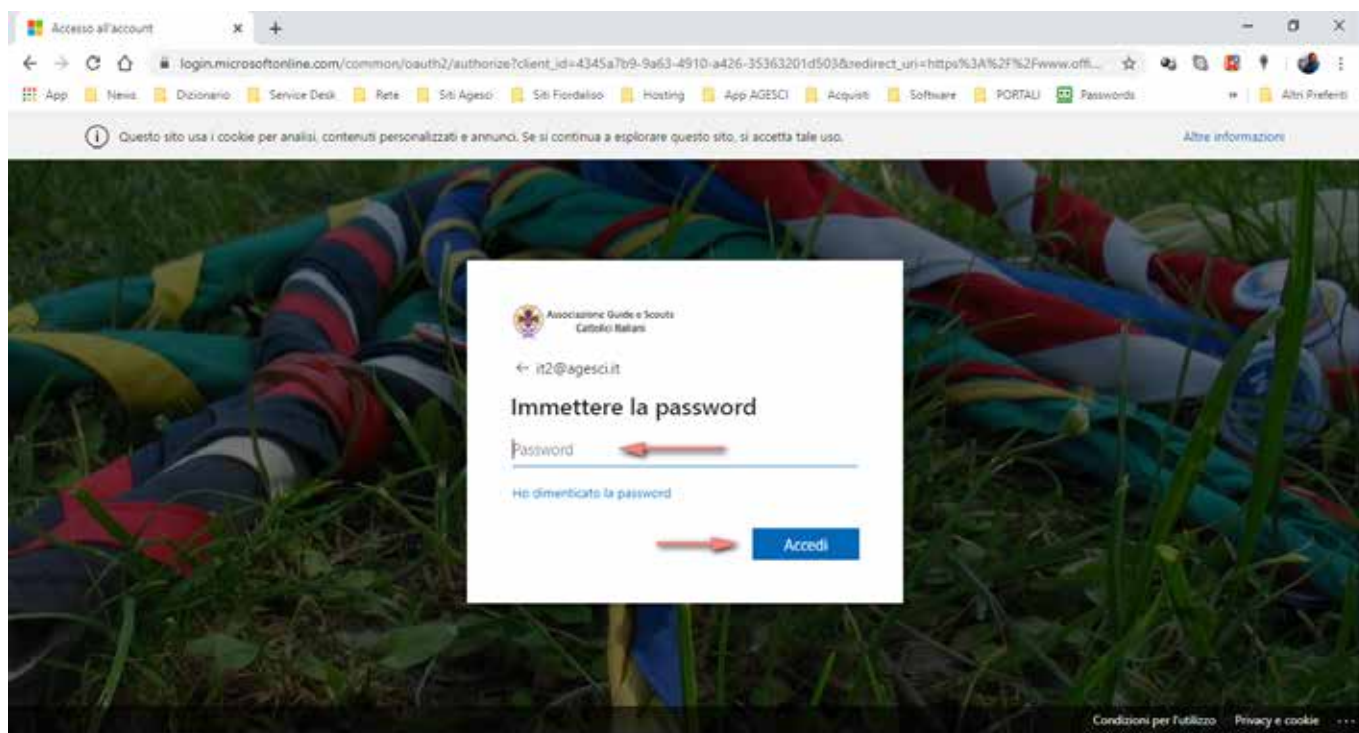 Accesso all'account
login.microsoftonline.com/common/oauth2/authorize?client_id=4345a7b9-9a63-4910-a426-35363201d503&redirect_uri=https%3A%2F%2Fwww.offi...
App News Dizionario Service Desk Rete Siti Agesci Siti Fiordaliso Hosting App AGESCI Acquisti Software PORTALI Passwords » Altri Preferiti
Questo sito usa i cookie per analisi, contenuti personalizzati e annunci. Se si continua a esplorare questo sito, si accetta tale uso. Altre informazioni
Associazione Guide e Scouts
Cattolici Italiani
← it2@agesci.it
Immettere la password
Password
Ho dimenticato la password
Accedi
Condizioni per l'utilizzo Privacy e cookie ...